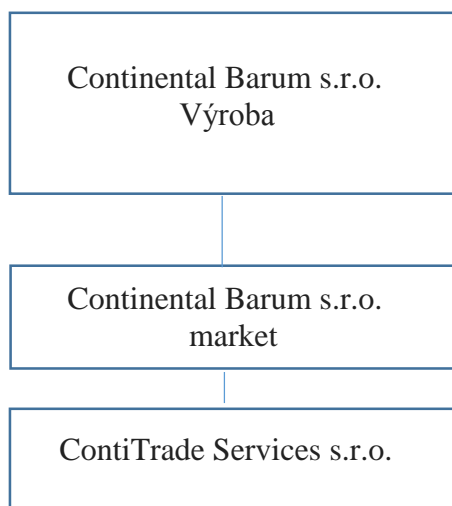 Continental Barum s.r.o.
Výroba
Continental Barum s.r.o.
market
ContiTrade Services s.r.o.